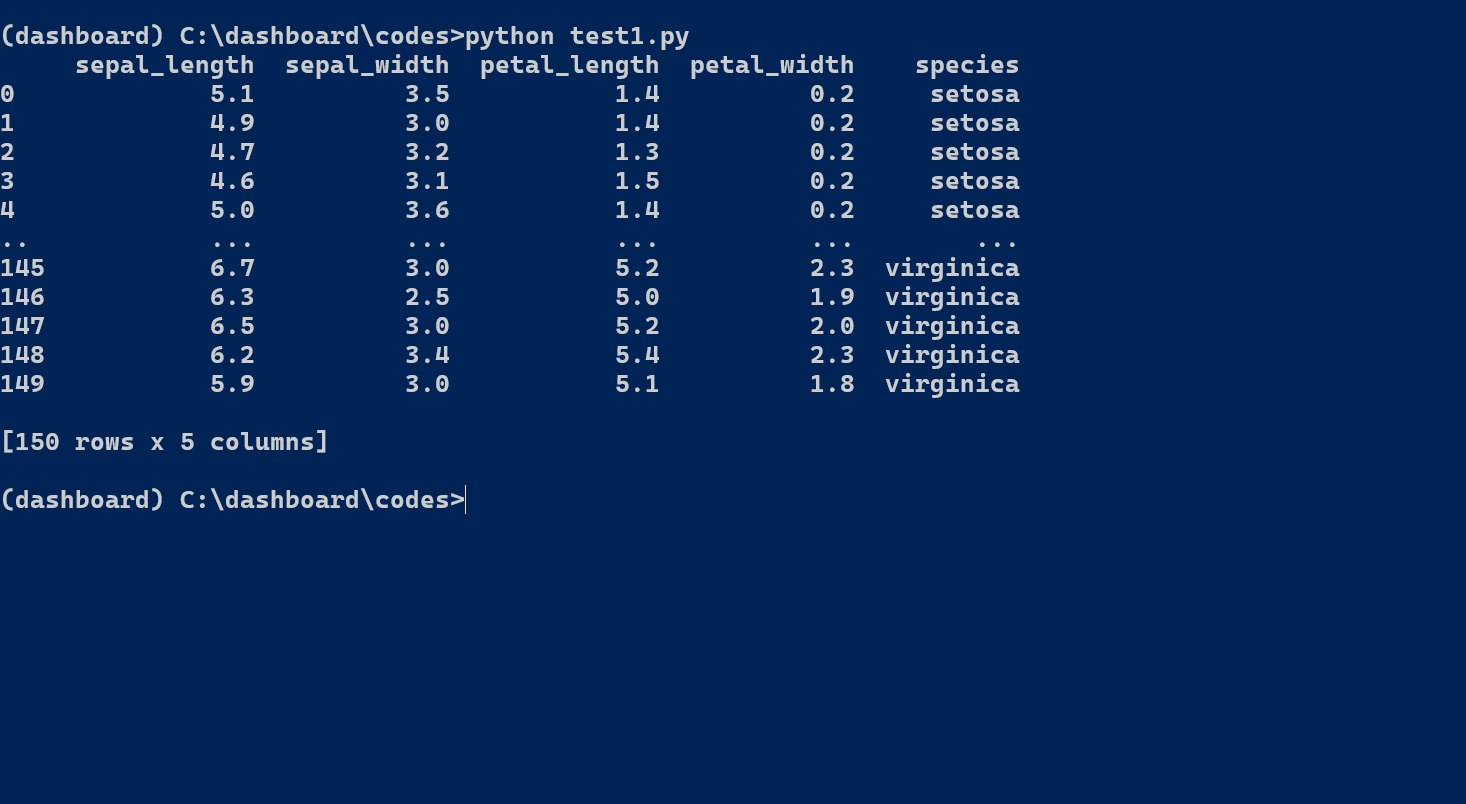 (dashboard) C:\dashboard\codes>python test1.py
     sepal_length  sepal_width  petal_length  petal_width    species
0             5.1          3.5           1.4          0.2     setosa
1             4.9          3.0           1.4          0.2     setosa
2             4.7          3.2           1.3          0.2     setosa
3             4.6          3.1           1.5          0.2     setosa
4             5.0          3.6           1.4          0.2     setosa
..            ...          ...           ...          ...        ...
145           6.7          3.0           5.2          2.3  virginica
146           6.3          2.5           5.0          1.9  virginica
147           6.5          3.0           5.2          2.0  virginica
148           6.2          3.4           5.4          2.3  virginica
149           5.9          3.0           5.1          1.8  virginica
[150 rows x 5 columns]
(dashboard) C:\dashboard\codes>